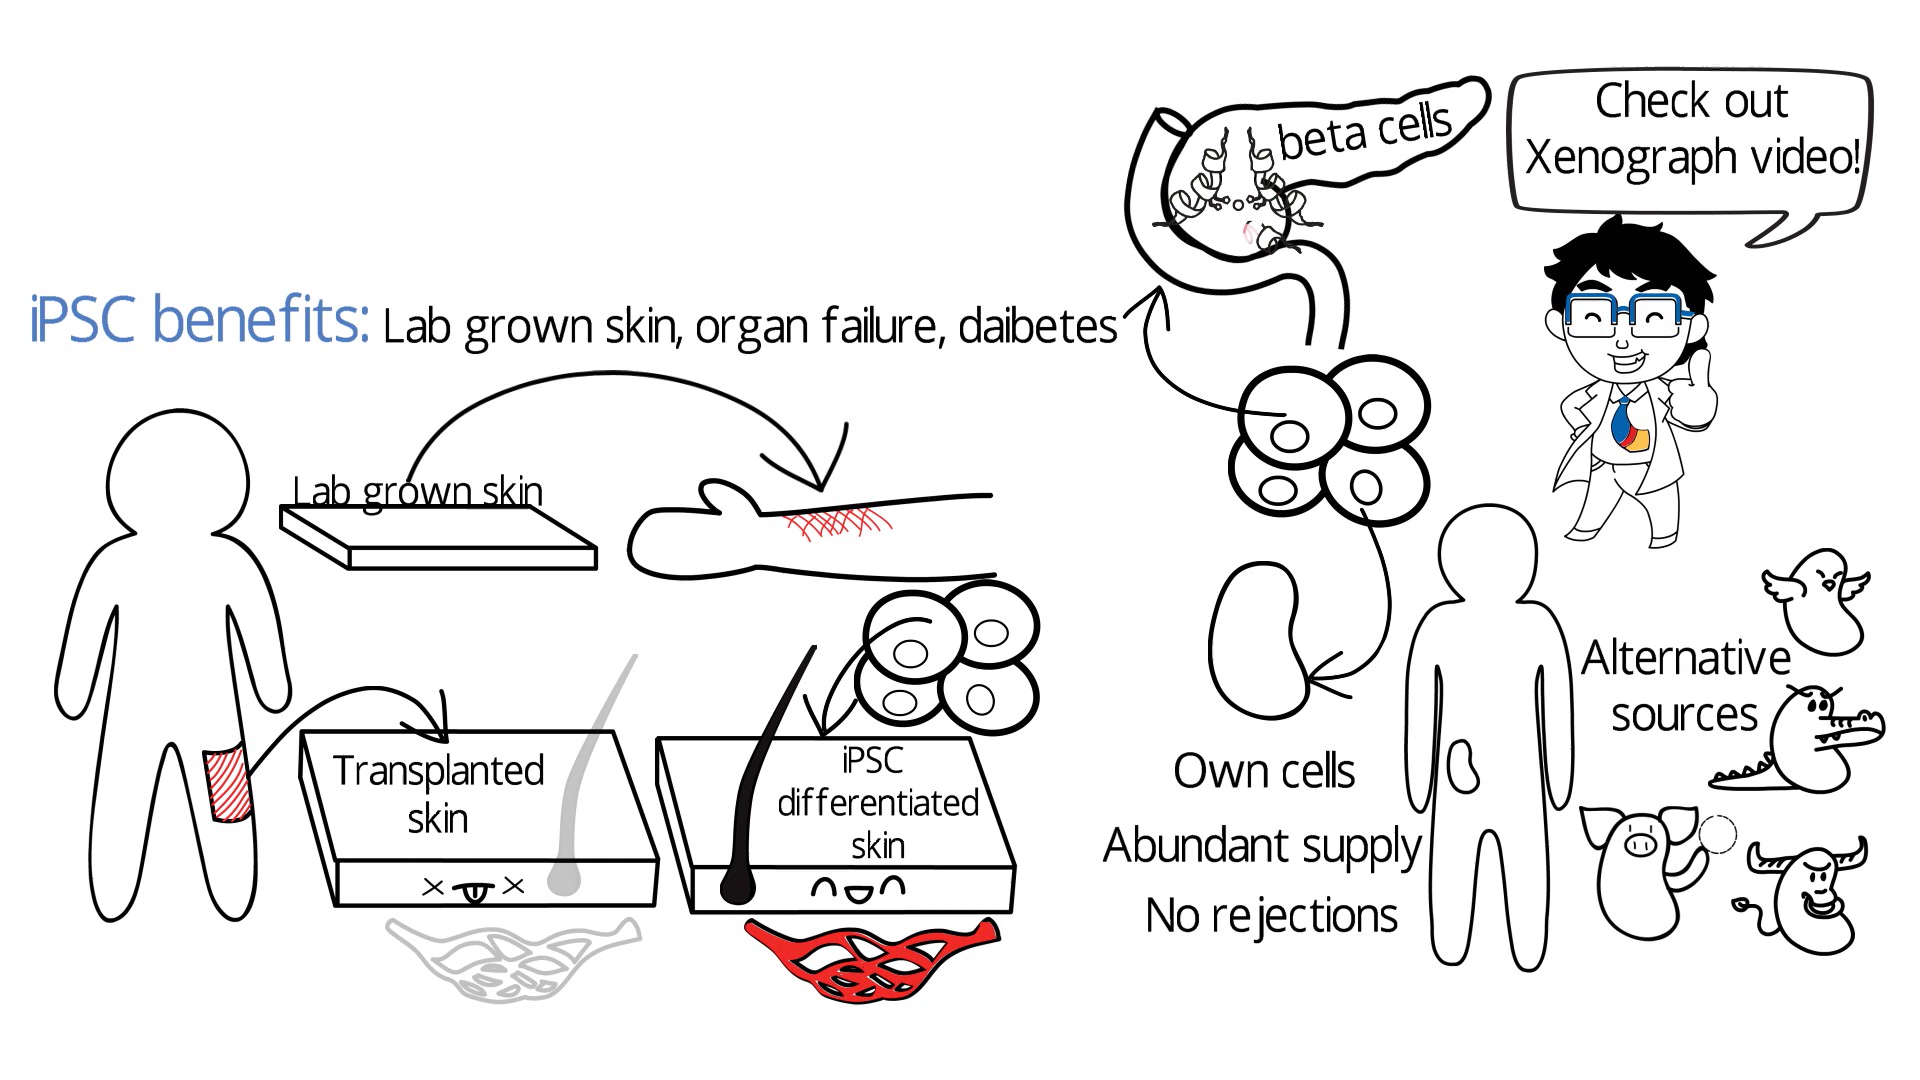 iPSC benefits: Lab grown skin, organ failure, daibetes
beta cells
Check out
Xenograph video!
Lab grown skin
Transplanted
skin
iPSC
differentiated
skin
Own cells
Abundant supply
No rejections
Alternative
sources